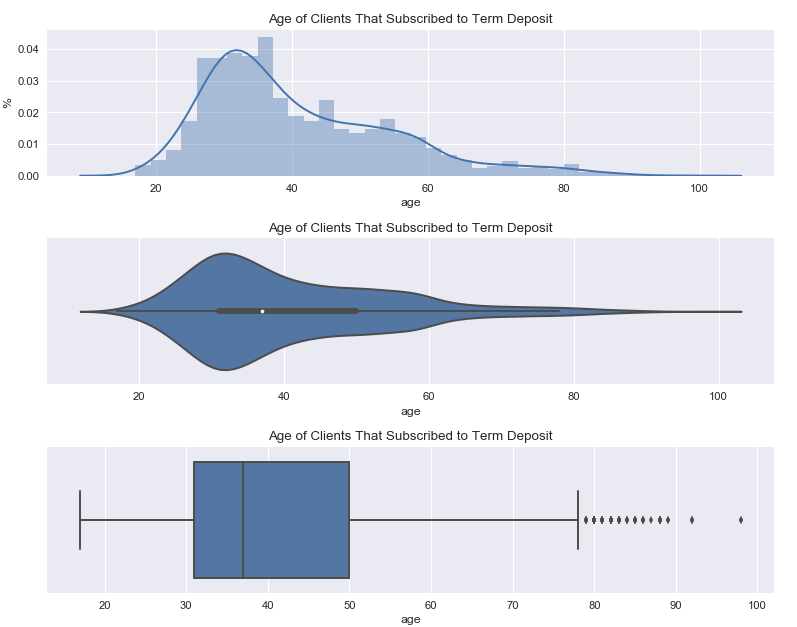 Age of Clients That Subscribed to Term Deposit
0.04
0.03
0.02
0.01
0.00
%
20 40 60 80 100
age
Age of Clients That Subscribed to Term Deposit
20 40 60 80 100
age
Age of Clients That Subscribed to Term Deposit
20 30 40 50 60 70 80 90 100
age